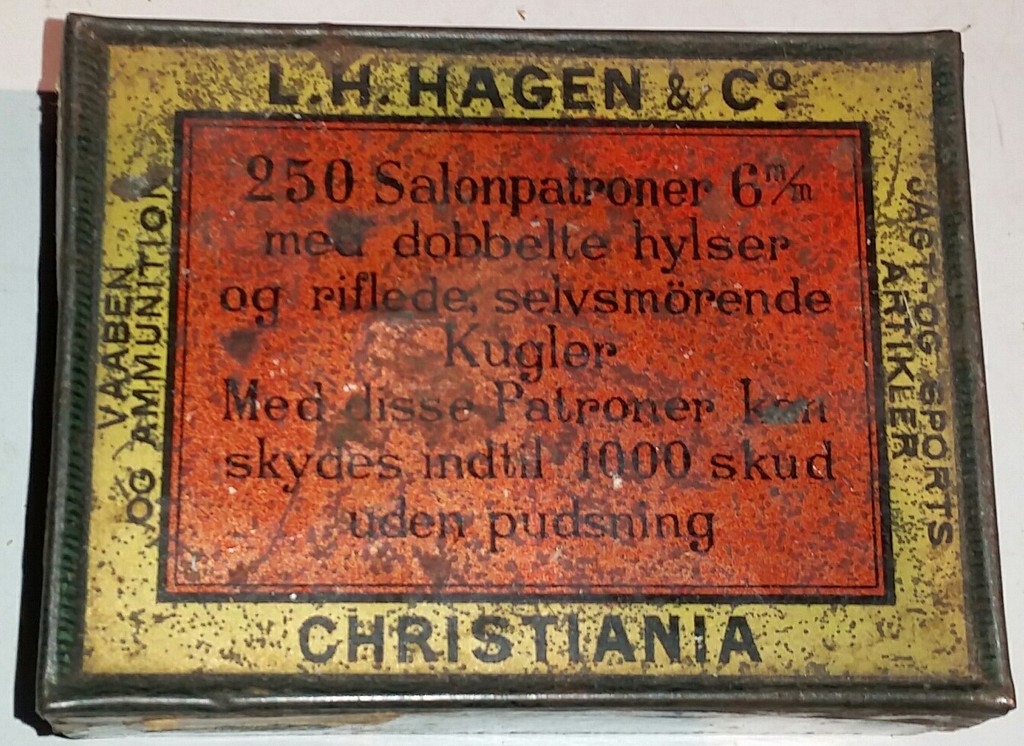 L.H. HAGEN & Cº
250 Salonpatroner 6 m/m
med dobbelte hylser
og riflede, selvsmörende
Kugler
Med disse Patroner kan
skydes indtil 1000 skud
uden pudsning
CHRISTIANIA
VAABEN
OG AMMUNITION
JAGT-OG SPORTS
ARTIKLER